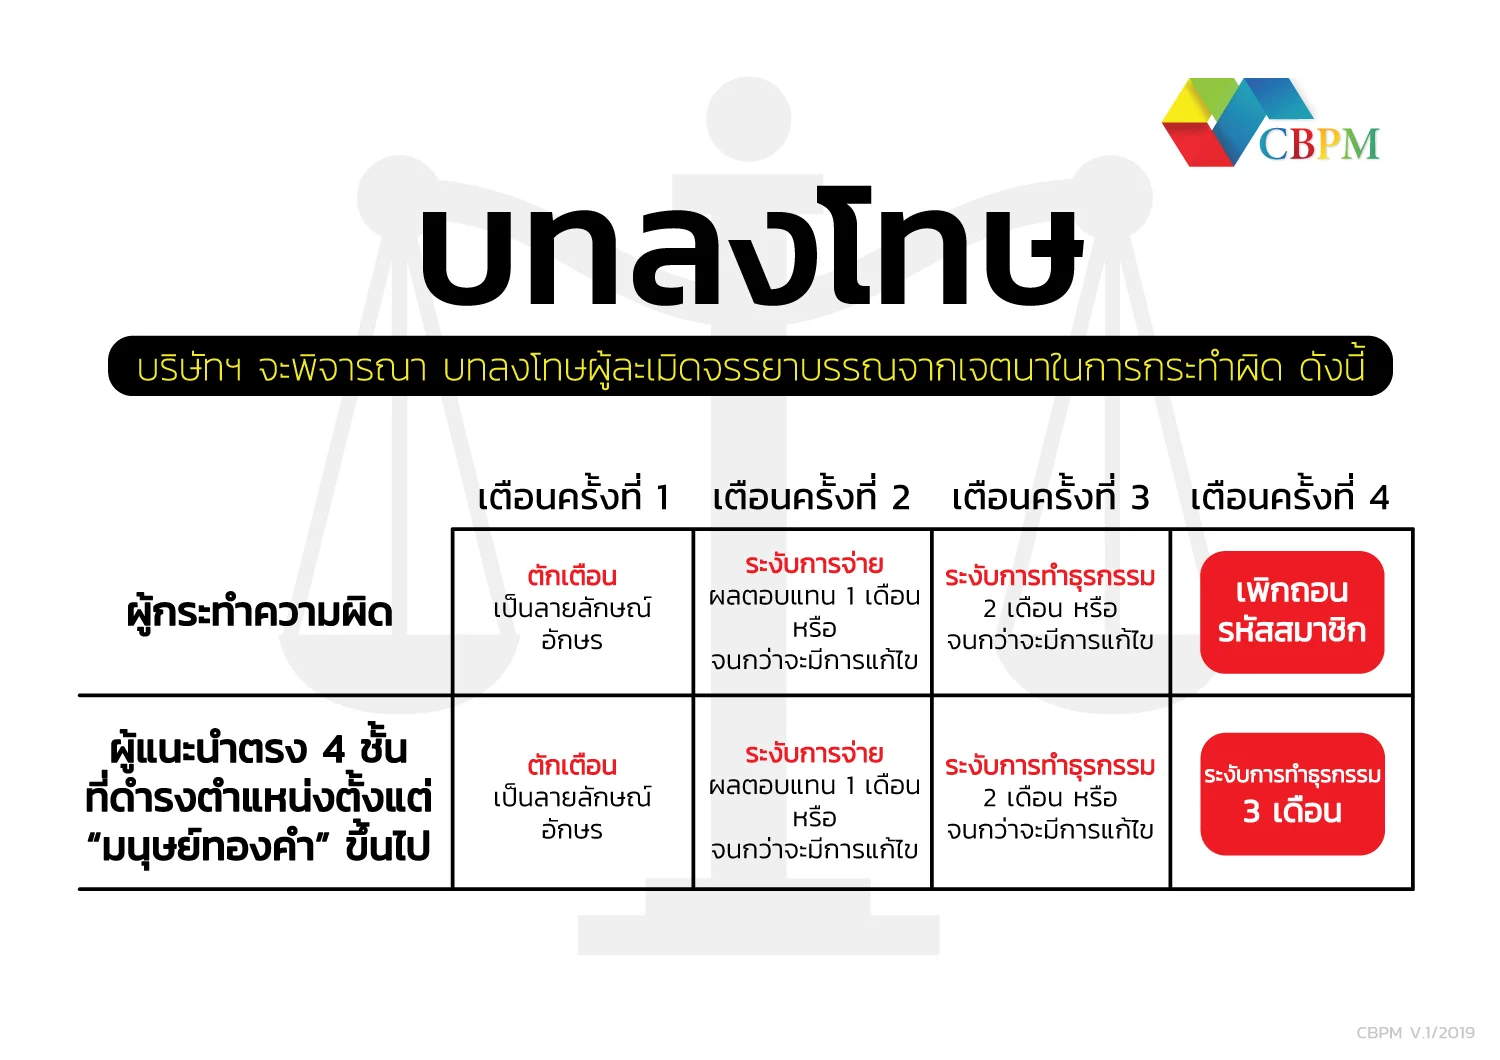 CBPM
บทลงโทษ
บริษัทฯ จะพิจารณา บทลงโทษผู้ละเมิดจรรยาบรรณจากเจตนาในการกระทำผิด ดังนี้
เตือนครั้งที่ 1
เตือนครั้งที่ 2
เตือนครั้งที่ 3
เตือนครั้งที่ 4
ผู้กระทำความผิด
ตักเตือน
เป็นลายลักษณ์
อักษร
ระงับการจ่าย
ผลตอบแทน 1 เดือน
หรือ
จนกว่าจะมีการแก้ไข
ระงับการทำธุรกรรม
2 เดือน หรือ
จนกว่าจะมีการแก้ไข
เพิกถอน
รหัสสมาชิก
ผู้แนะนำตรง 4 ชั้น
ที่ดำรงตำแหน่งตั้งแต่
“มนุษย์ทองคำ” ขึ้นไป
ตักเตือน
เป็นลายลักษณ์
อักษร
ระงับการจ่าย
ผลตอบแทน 1 เดือน
หรือ
จนกว่าจะมีการแก้ไข
ระงับการทำธุรกรรม
2 เดือน หรือ
จนกว่าจะมีการแก้ไข
ระงับการทำธุรกรรม
3 เดือน
CBPM V.1/2019